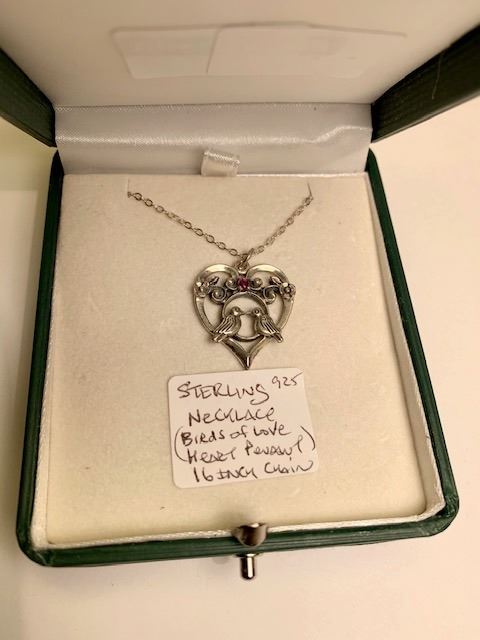 STERLING 925
NECKLACE
(BIRDS of LOVE
HEART PENDANT)
16 INCH CHAIN